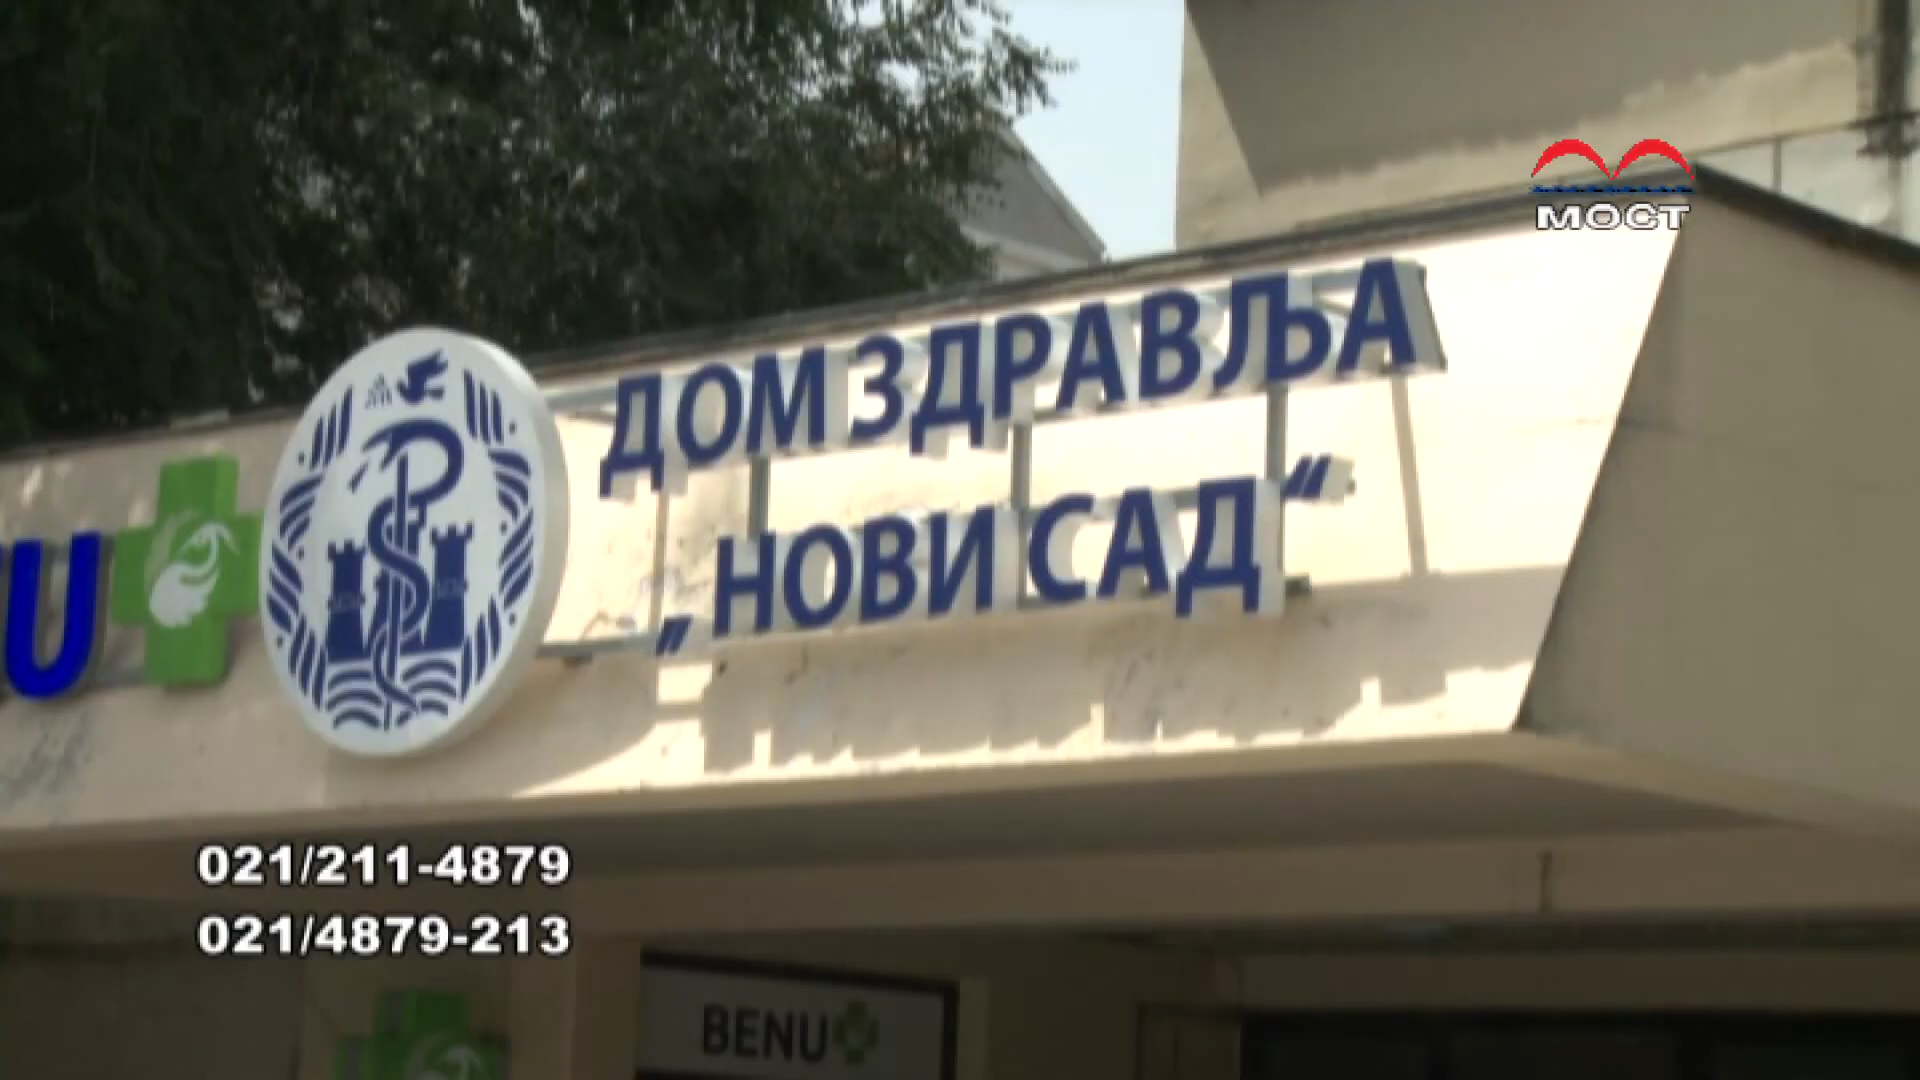 МОСТ
ДОМ ЗДРАВЉА
„НОВИ САД“
U
021/211-4879
021/4879-213
BENU